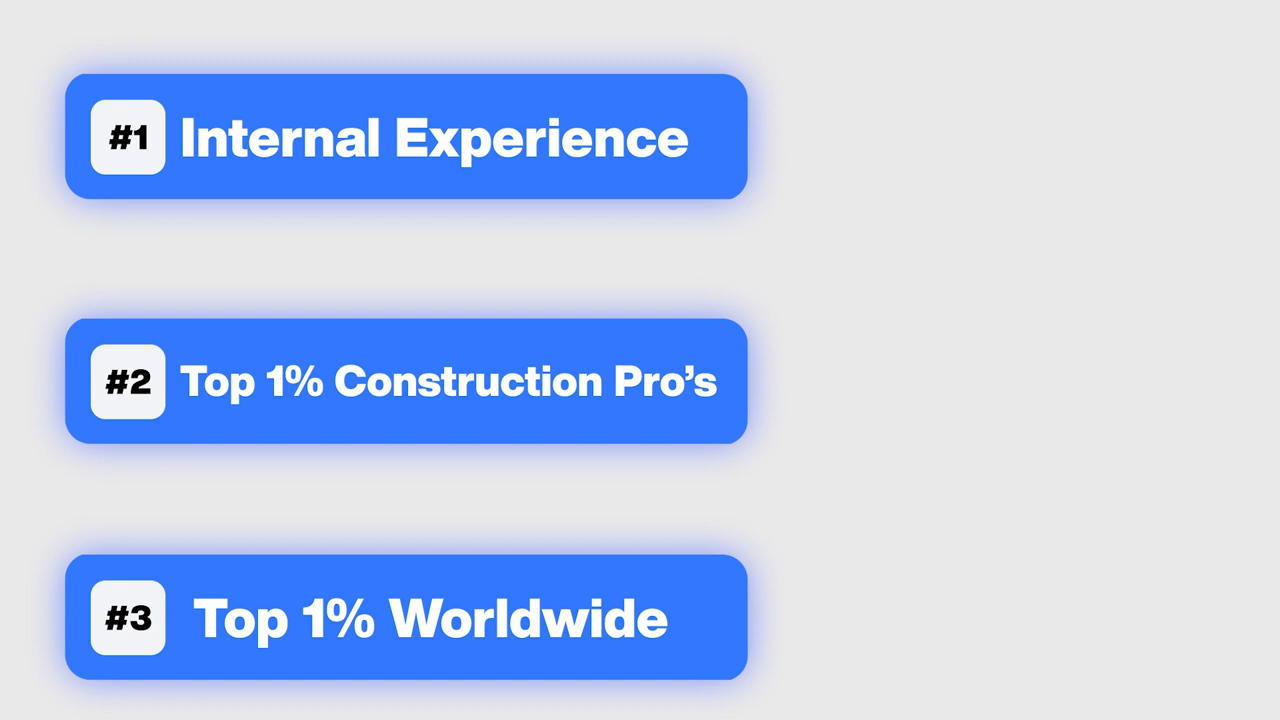 #1 Internal Experience
#2 Top 1% Construction Pro’s
#3 Top 1% Worldwide